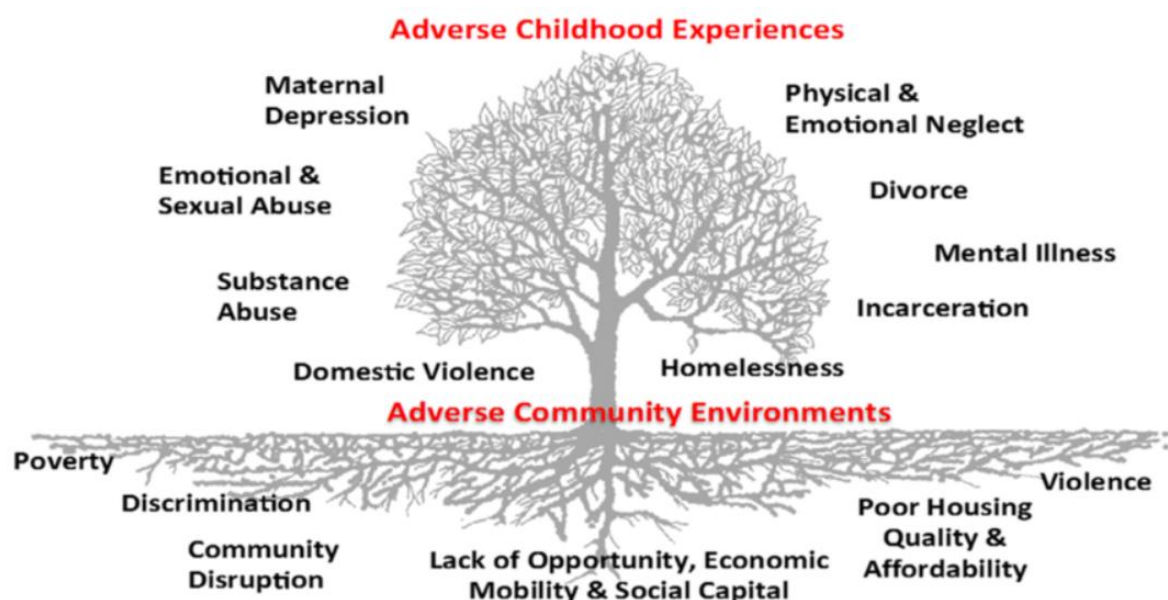 Adverse Childhood Experiences
Maternal
Depression
Physical &
Emotional Neglect
Emotional &
Sexual Abuse
Divorce
Mental Illness
Substance
Abuse
Incarceration
Domestic Violence
Homelessness
Adverse Community Environments
Poverty
Violence
Discrimination
Poor Housing
Quality &
Affordability
Community
Disruption
Lack of Opportunity, Economic
Mobility & Social Capital